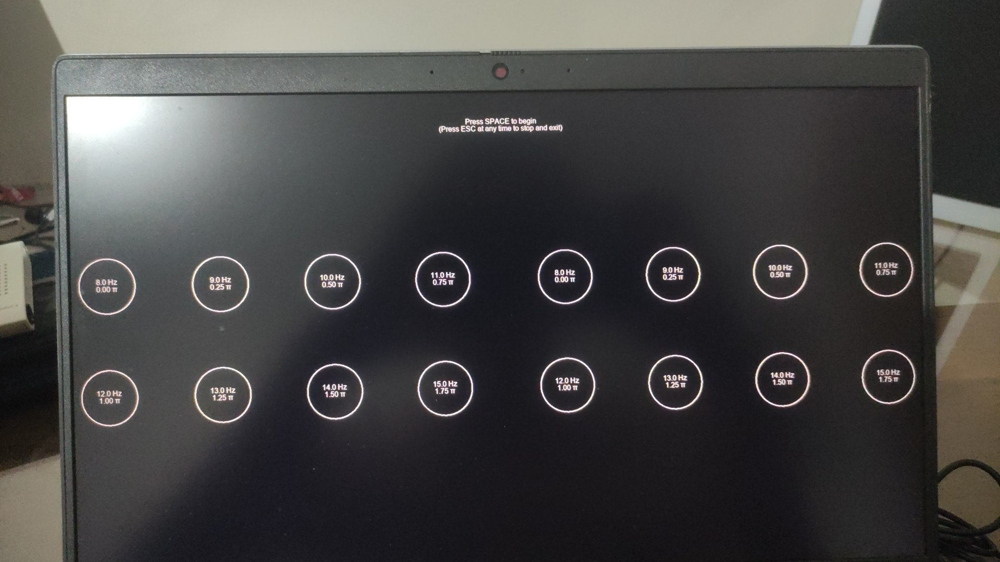 Press SPACE to begin
(Press ESC at any time to stop and exit)
8.0 Hz
0.00 π
9.0 Hz
0.25 π
10.0 Hz
0.50 π
11.0 Hz
0.75 π
8.0 Hz
0.00 π
9.0 Hz
0.25 π
10.0 Hz
0.50 π
11.0 Hz
0.75 π
12.0 Hz
1.00 π
13.0 Hz
1.25 π
14.0 Hz
1.50 π
15.0 Hz
1.75 π
12.0 Hz
1.00 π
13.0 Hz
1.25 π
14.0 Hz
1.50 π
15.0 Hz
1.75 π